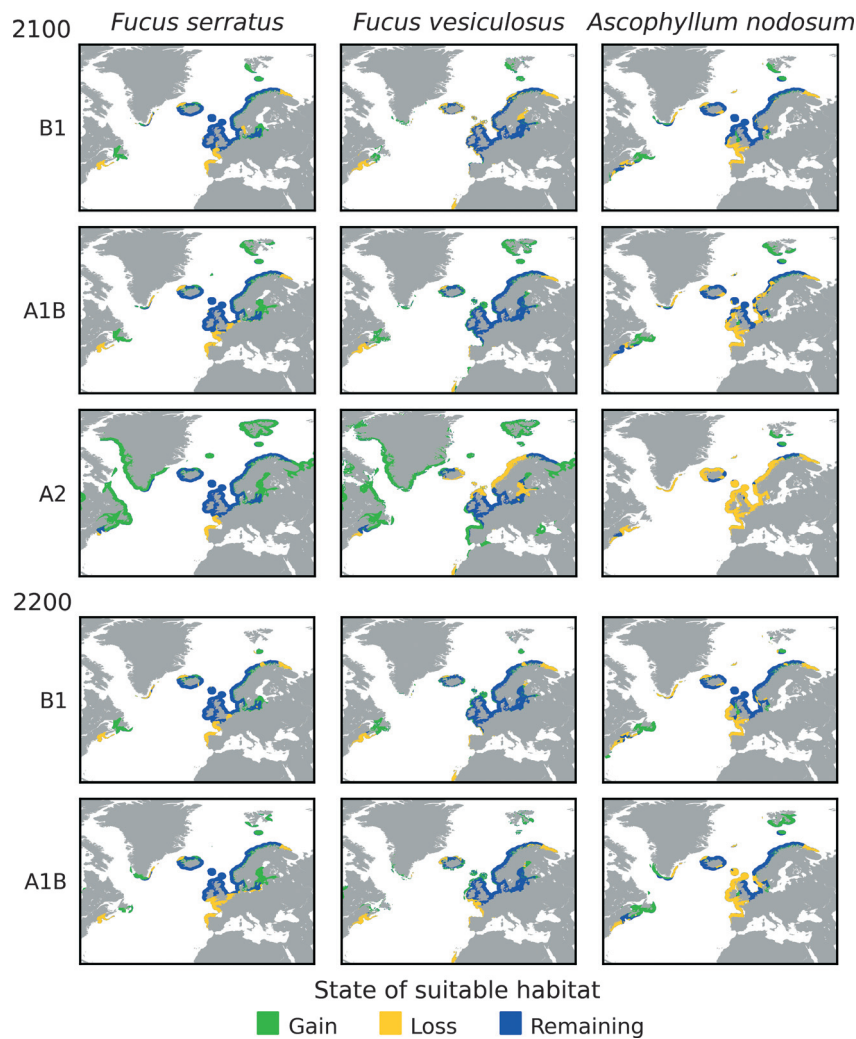 2100
Fucus serratus Fucus vesiculosus Ascophyllum nodosum
B1
A1B
A2
2200
B1
A1B
State of suitable habitat
Gain Loss Remaining